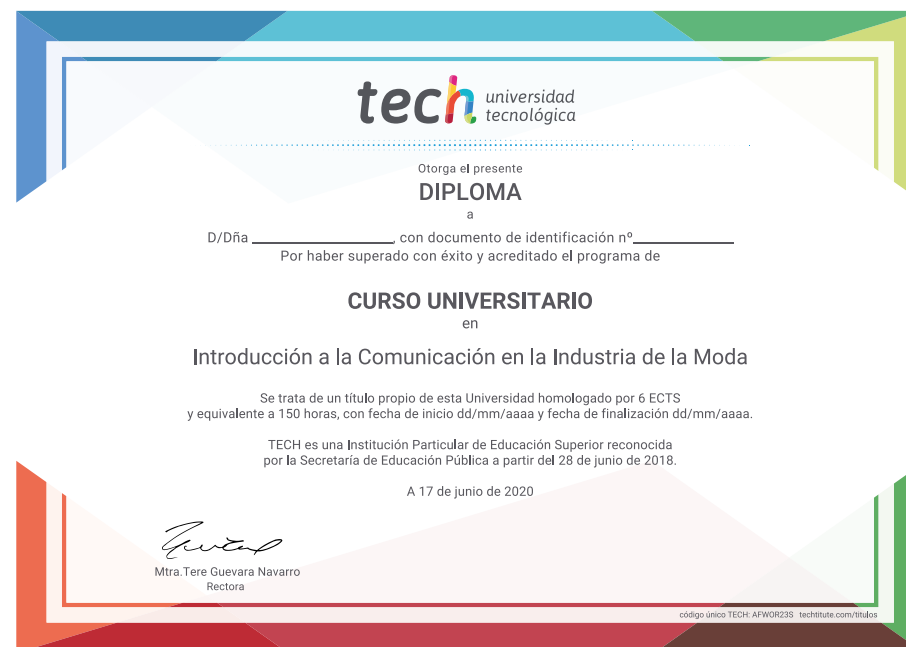 tech universidad
tecnológica
Otorga el presente
DIPLOMA
a
D/Dña ____________________, con documento de identificación nº______________
Por haber superado con éxito y acreditado el programa de
CURSO UNIVERSITARIO
en
Introducción a la Comunicación en la Industria de la Moda
Se trata de un título propio de esta Universidad homologado por 6 ECTS
y equivalente a 150 horas, con fecha de inicio dd/mm/aaaa y fecha de finalización dd/mm/aaaa.
TECH es una Institución Particular de Educación Superior reconocida
por la Secretaría de Educación Pública a partir del 28 de junio de 2018.
A 17 de junio de 2020
Mtra.Tere Guevara Navarro
Rectora
código único TECH: AFWOR23S techtitute.com/titulos